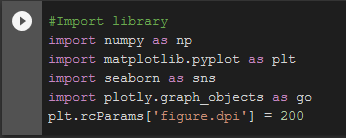 #Import library
import numpy as np
import matplotlib.pyplot as plt
import seaborn as sns
import plotly.graph_objects as go
plt.rcParams['figure.dpi'] = 200